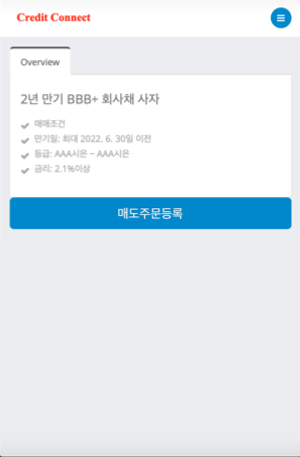 Credit Connect
Overview
2년 만기 BBB+ 회사채 사자
매매조건
만기일: 최대 2022. 6. 30일 이전
등급: AAA시은 ~ AAA시은
금리: 2.1%이상
매도주문등록